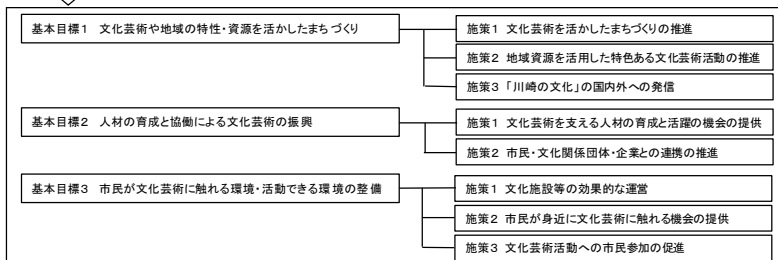 基本目標1 文化芸術や地域の特性・資源を活かしたまちづくり
施策1 文化芸術を活かしたまちづくりの推進
施策2 地域資源を活用した特色ある文化芸術活動の推進
施策3 「川崎の文化」の国内外への発信
基本目標2 人材の育成と協働による文化芸術の振興
施策1 文化芸術を支える人材の育成と活躍の機会の提供
施策2 市民・文化関係団体・企業との連携の推進
基本目標3 市民が文化芸術に触れる環境・活動できる環境の整備
施策1 文化施設等の効果的な運営
施策2 市民が身近に文化芸術に触れる機会の提供
施策3 文化芸術活動への市民参加の促進